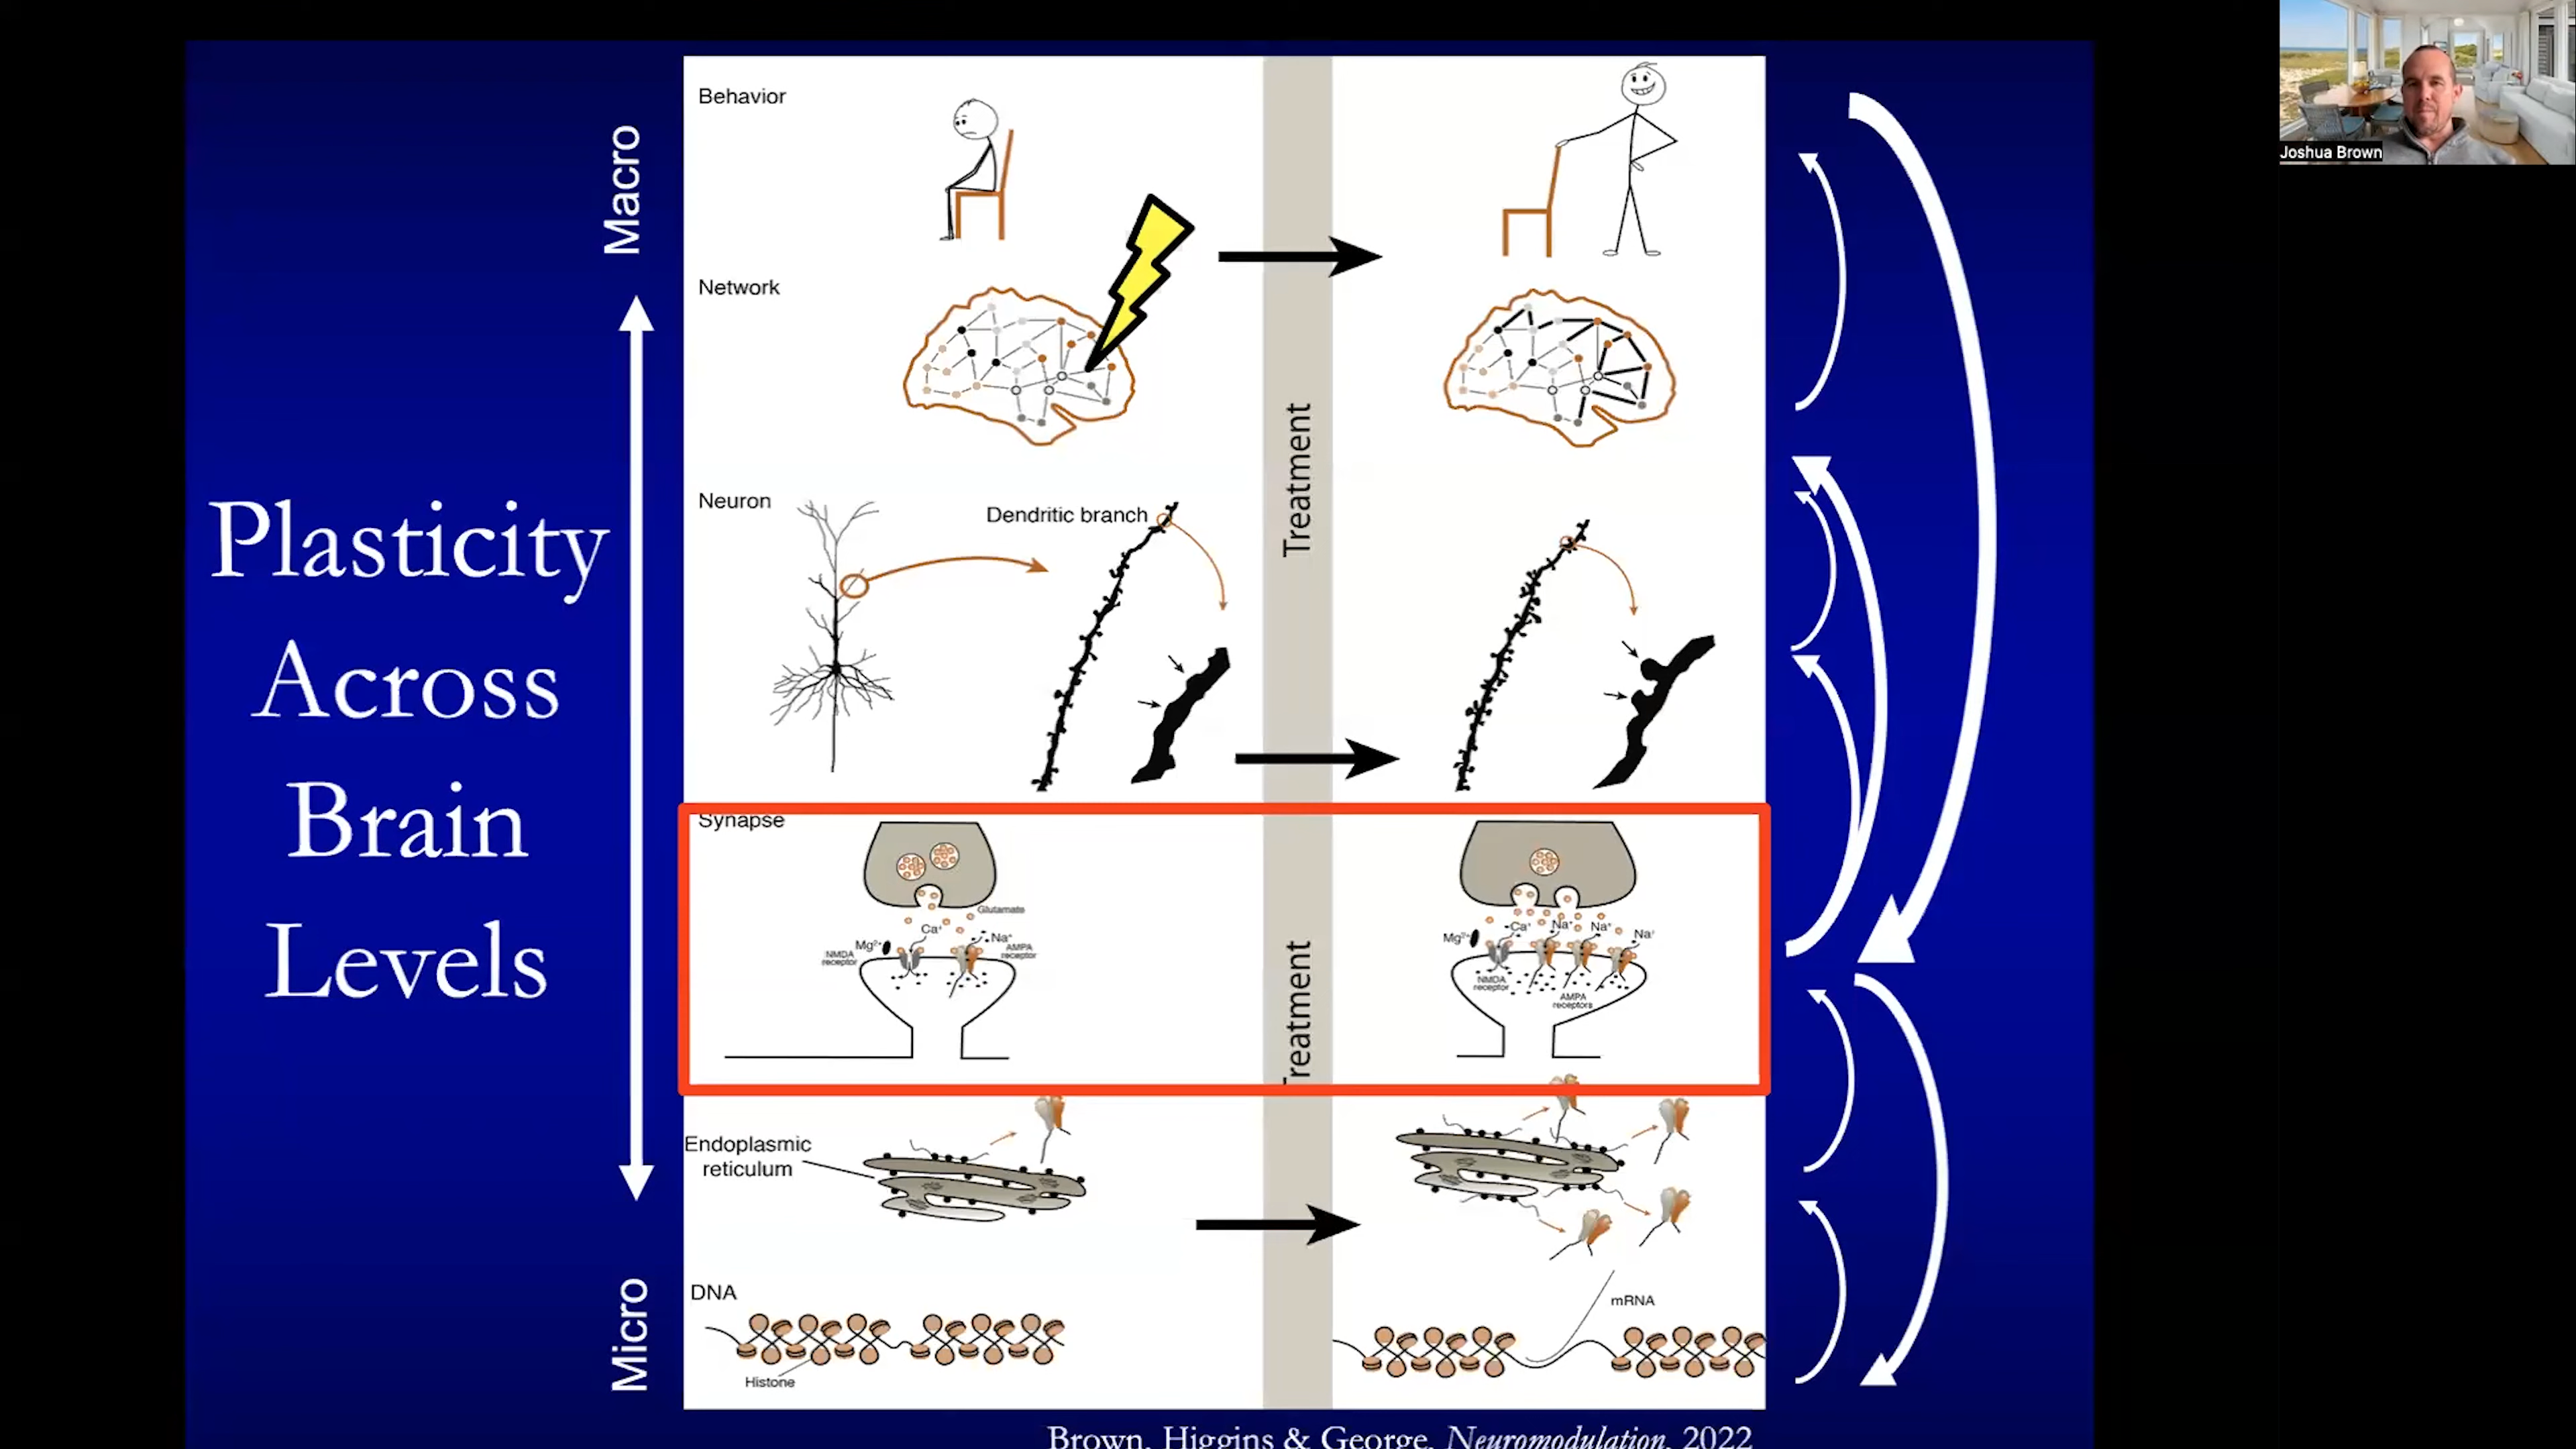 Joshua Brown
Plasticity
Across
Brain
Levels
Macro
Micro
Behavior
Network
Treatment
Neuron
Dendritic branch
Synapse
Glutamate
Ca⁺
Mg²⁺
Na⁺
NMDA
receptor
AMPA
receptor
Mg²⁺
Ca⁺
Na⁺
Na⁺
Na⁺
NMDA
receptor
AMPA
receptors
Treatment
Endoplasmic
reticulum
DNA
Histone
mRNA
Brown, Higgins & George, Neuromodulation, 2022